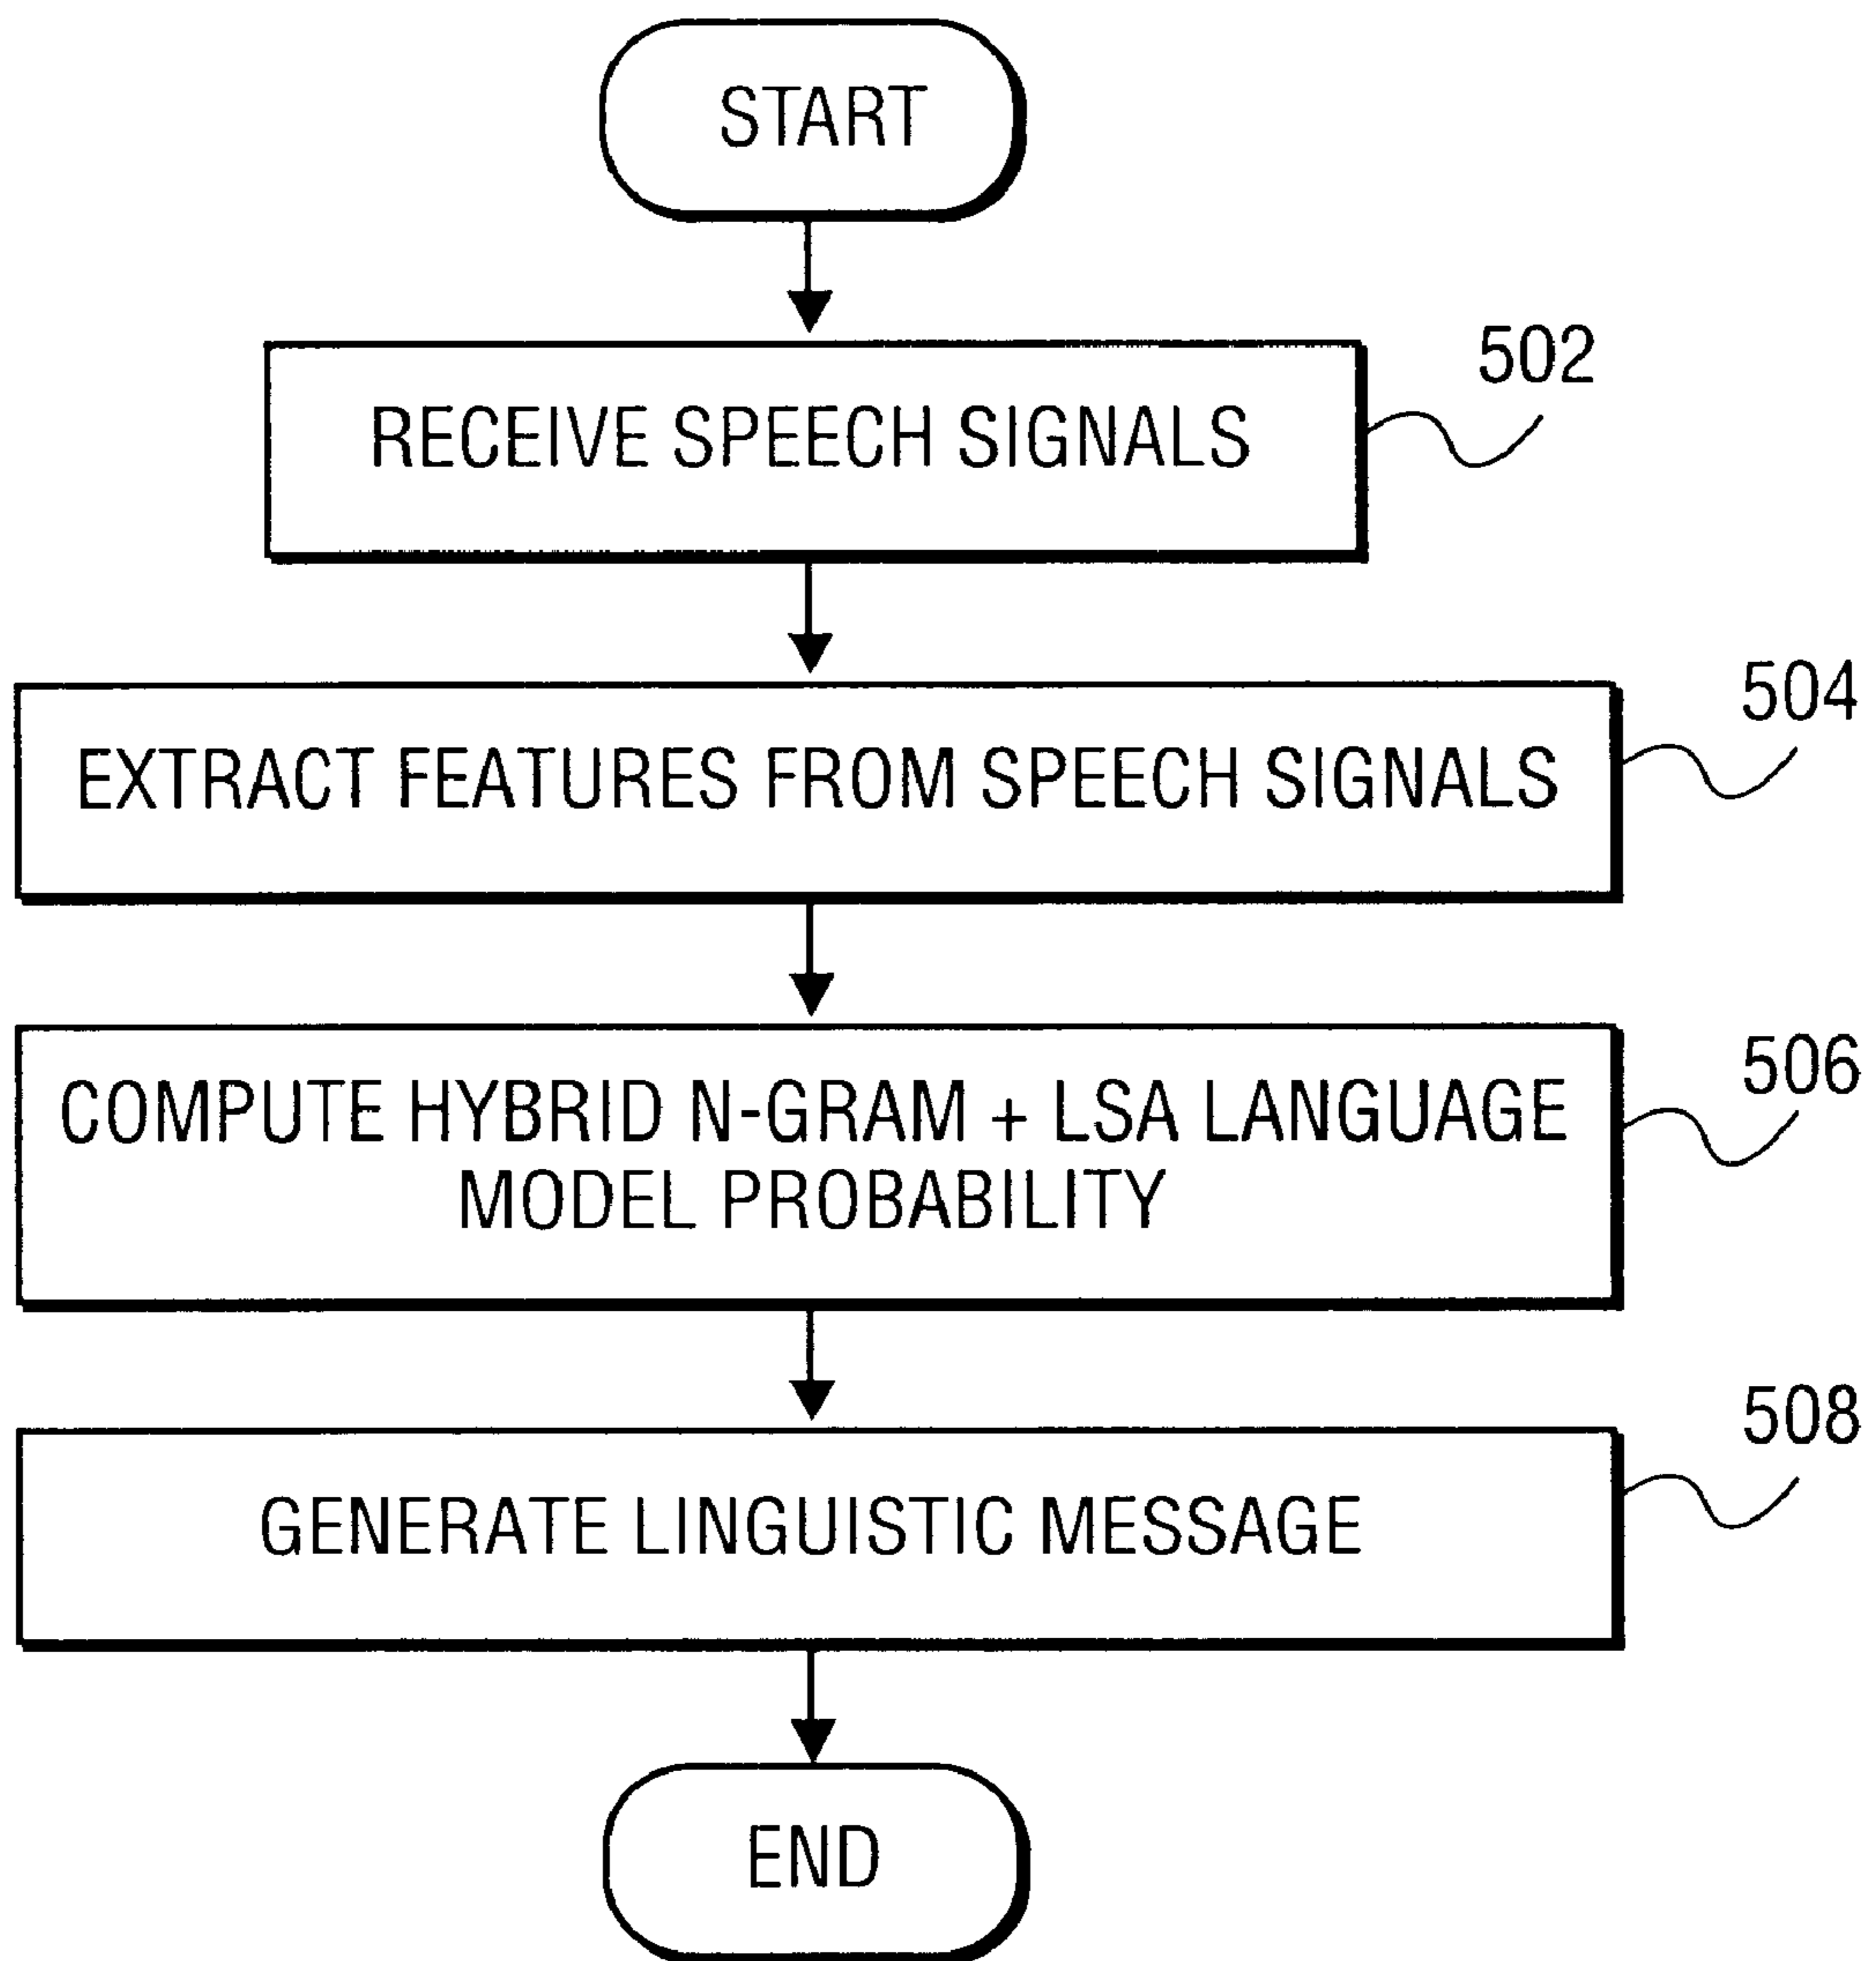 START
502
RECEIVE SPEECH SIGNALS
504
EXTRACT FEATURES FROM SPEECH SIGNALS
506
COMPUTE HYBRID N-GRAM + LSA LANGUAGE
MODEL PROBABILITY
508
GENERATE LINGUISTIC MESSAGE
END